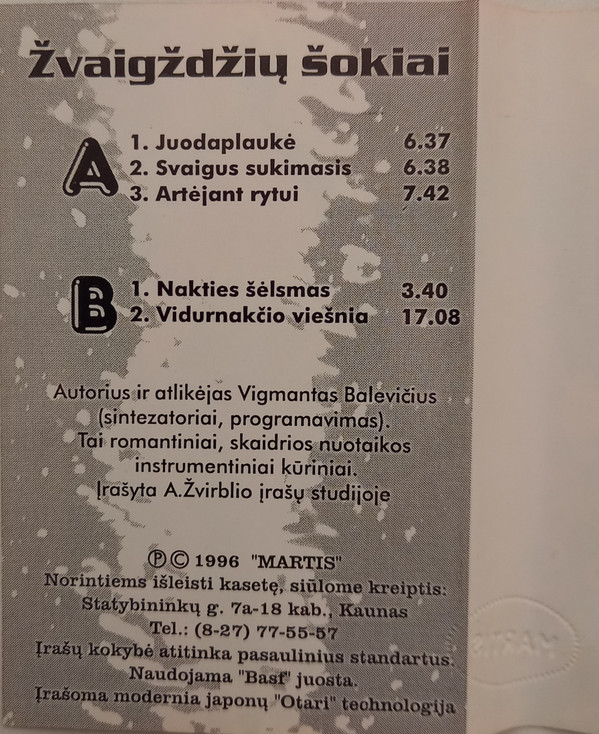 Žvaigždžių šokiai
A
1. Juodaplaukė 6.37
2. Svaigus sukimasis 6.38
3. Artėjant rytui 7.42
B
1. Nakties šėlsmas 3.40
2. Vidurnakčio viešnia 17.08
Autorius ir atlikėjas Vigmantas Balevičius
(sintezatoriai, programavimas).
Tai romantiniai, skaidrios nuotaikos
instrumentiniai kūriniai.
Įrašyta A.Žvirblio įrašų studijoje
Ⓟ © 1996 "MARTIS"
Norintiems išleisti kasetę, siūlome kreiptis:
Statybininkų g. 7a-18 kab., Kaunas
Tel.: (8-27) 77-55-57
Įrašų kokybė atitinka pasaulinius standartus.
Naudojama "Basf" juosta.
Įrašoma modernia japonų "Otari" technologija
MARTIS